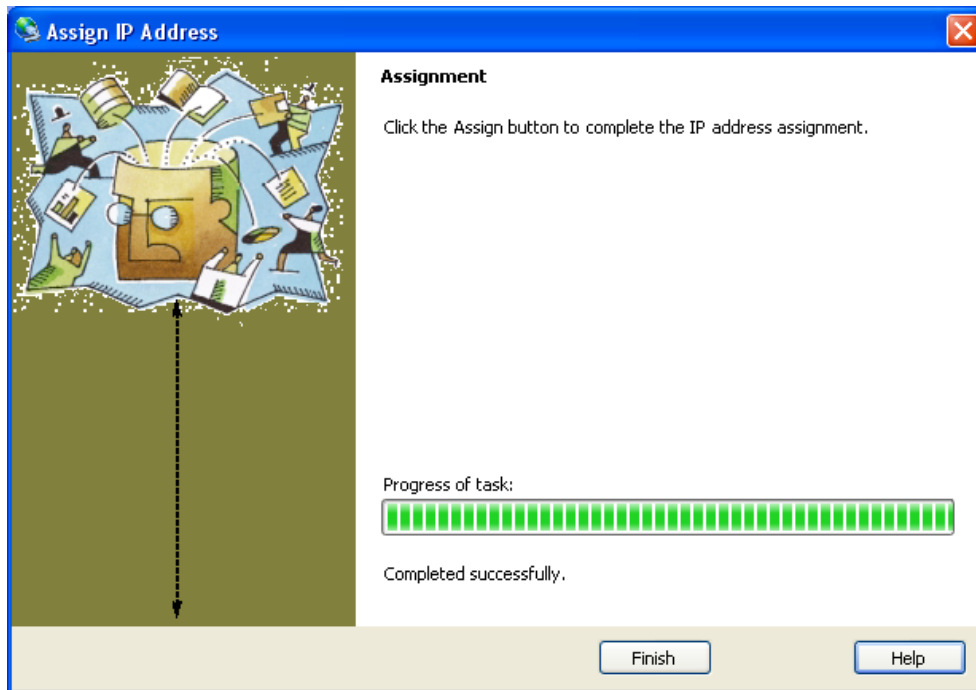 Assign IP Address
Assignment
Click the Assign button to complete the IP address assignment.
Progress of task:
Completed successfully.
Finish
Help